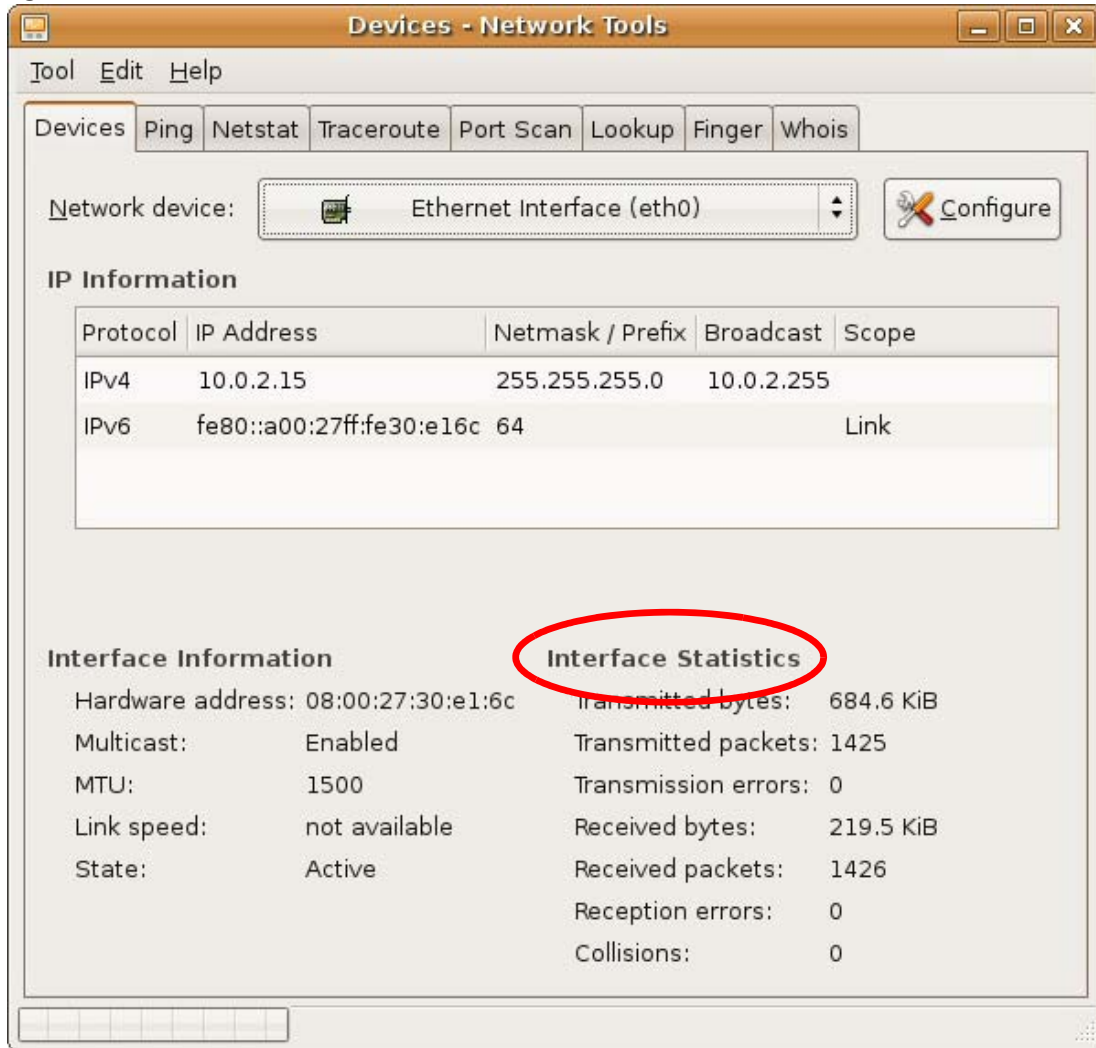 Devices - Network Tools
Tool Edit Help
Devices Ping Netstat Traceroute Port Scan Lookup Finger Whois
Network device: Ethernet Interface (eth0) Configure
IP Information
Protocol IP Address Netmask / Prefix Broadcast Scope
IPv4 10.0.2.15 255.255.255.0 10.0.2.255
IPv6 fe80::a00:27ff:fe30:e16c 64 Link
Interface Information
Hardware address: 08:00:27:30:e1:6c
Multicast: Enabled
MTU: 1500
Link speed: not available
State: Active
Interface Statistics
Transmitted bytes: 684.6 KiB
Transmitted packets: 1425
Transmission errors: 0
Received bytes: 219.5 KiB
Received packets: 1426
Reception errors: 0
Collisions: 0